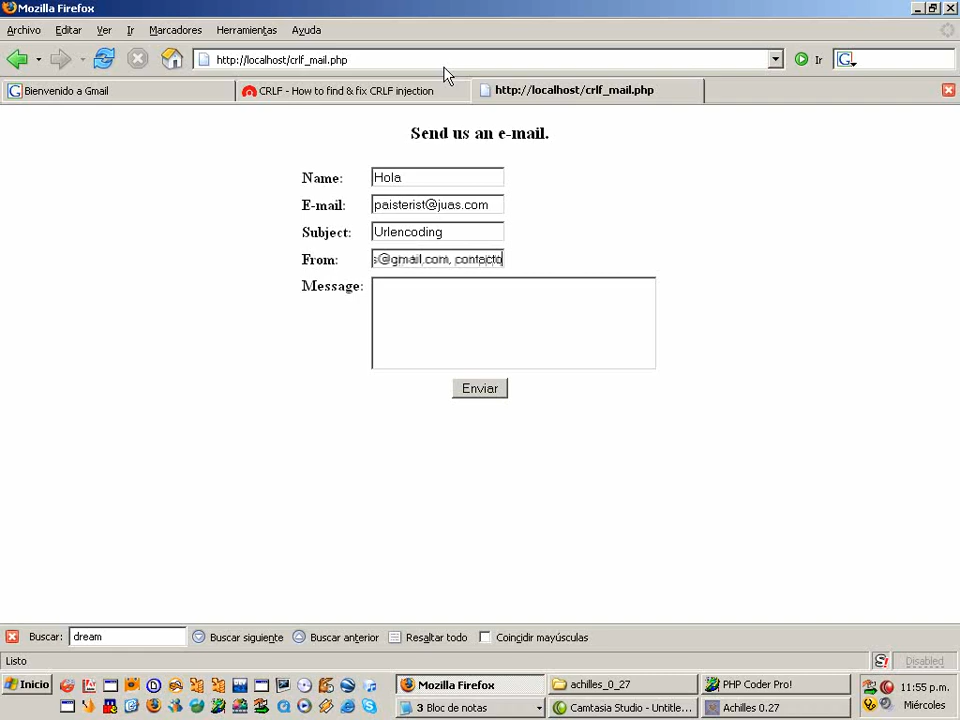 Mozilla Firefox
Archivo Editar Ver Ir Marcadores Herramientas Ayuda
http://localhost/crlf_mail.php Ir
Bienvenido a Gmail CRLF - How to find & fix CRLF injection http://localhost/crlf_mail.php
Send us an e-mail.
Name: Hola
E-mail: paisterist@juas.com
Subject: Urlencoding
From: s@gmail.com, contacto
Message:
Enviar
Buscar: dream Buscar siguiente Buscar anterior Resaltar todo Coincidir mayúsculas
Listo Disabled
Inicio Mozilla Firefox achilles_0_27 PHP Coder Pro! 11:55 p.m.
3 Bloc de notas Camtasia Studio - Untitle... Achilles 0.27 Miércoles